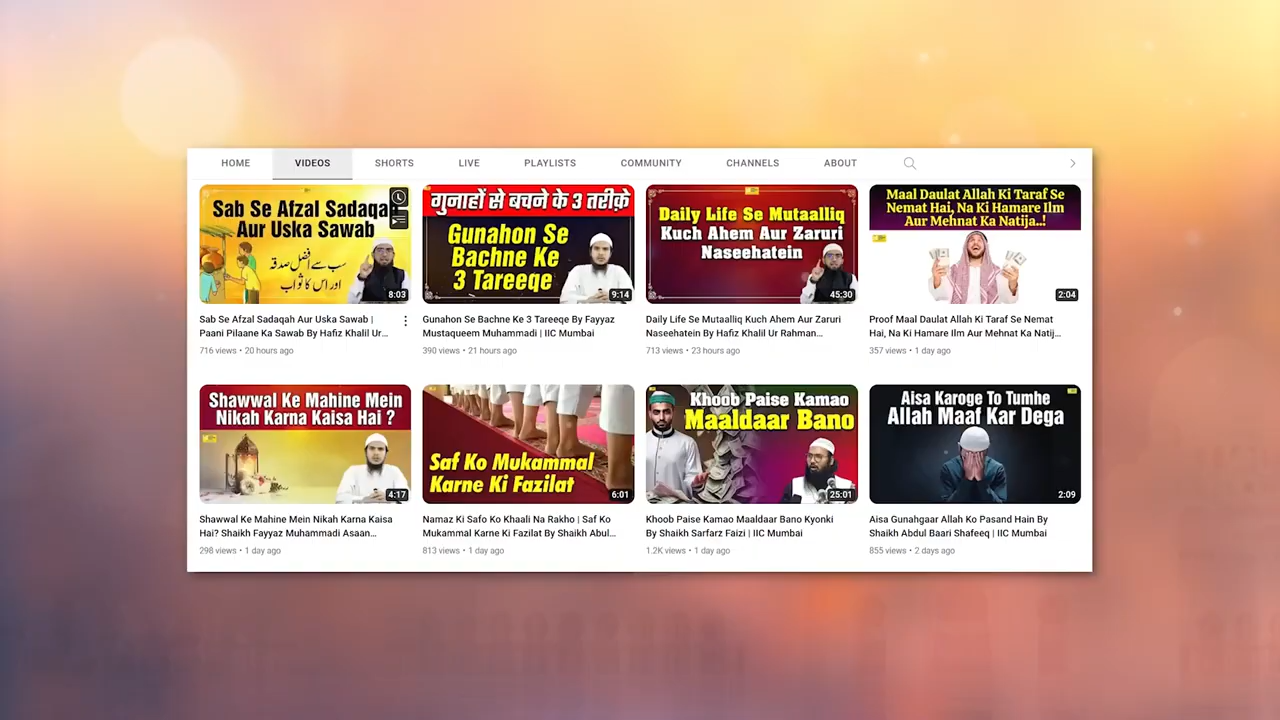 HOME VIDEOS SHORTS LIVE PLAYLISTS COMMUNITY CHANNELS ABOUT
Sab Se Afzal Sadaqah
Aur Uska Sawab
سب سے افضل صدقہ
اور اس کا ثواب
8:03
Sab Se Afzal Sadaqah Aur Uska Sawab |
Paani Pilaane Ka Sawab By Hafiz Khalil Ur...
716 views • 20 hours ago
गुनाहों से बचने के 3 तरीक़े
Gunahon Se
Bachne Ke
3 Tareeqe
9:14
Gunahon Se Bachne Ke 3 Tareeqe By Fayyaz
Mustaqueem Muhammadi | IIC Mumbai
390 views • 21 hours ago
Daily Life Se Mutaalliq
Kuch Ahem Aur Zaruri
Naseehatein
45:30
Daily Life Se Mutaalliq Kuch Ahem Aur Zaruri
Naseehatein By Hafiz Khalil Ur Rahman...
713 views • 23 hours ago
Maal Daulat Allah Ki Taraf Se
Nemat Hai, Na Ki Hamare Ilm
Aur Mehnat Ka Natija..!
2:04
Proof Maal Daulat Allah Ki Taraf Se Nemat
Hai, Na Ki Hamare Ilm Aur Mehnat Ka Natij...
357 views • 1 day ago
Shawwal Ke Mahine Mein
Nikah Karna Kaisa Hai ?
4:17
Shawwal Ke Mahine Mein Nikah Karna Kaisa
Hai? Shaikh Fayyaz Muhammadi Asaan...
298 views • 1 day ago
Saf Ko Mukammal
Karne Ki Fazilat
6:01
Namaz Ki Safo Ko Khaali Na Rakho | Saf Ko
Mukammal Karne Ki Fazilat By Shaikh Abul...
813 views • 1 day ago
Khoob Paise Kamao
Maaldaar Bano
25:01
Khoob Paise Kamao Maaldaar Bano Kyonki
By Shaikh Sarfarz Faizi | IIC Mumbai
1.2K views • 1 day ago
Aisa Karoge To Tumhe
Allah Maaf Kar Dega
2:09
Aisa Gunahgaar Allah Ko Pasand Hain By
Shaikh Abdul Baari Shafeeq | IIC Mumbai
855 views • 2 days ago